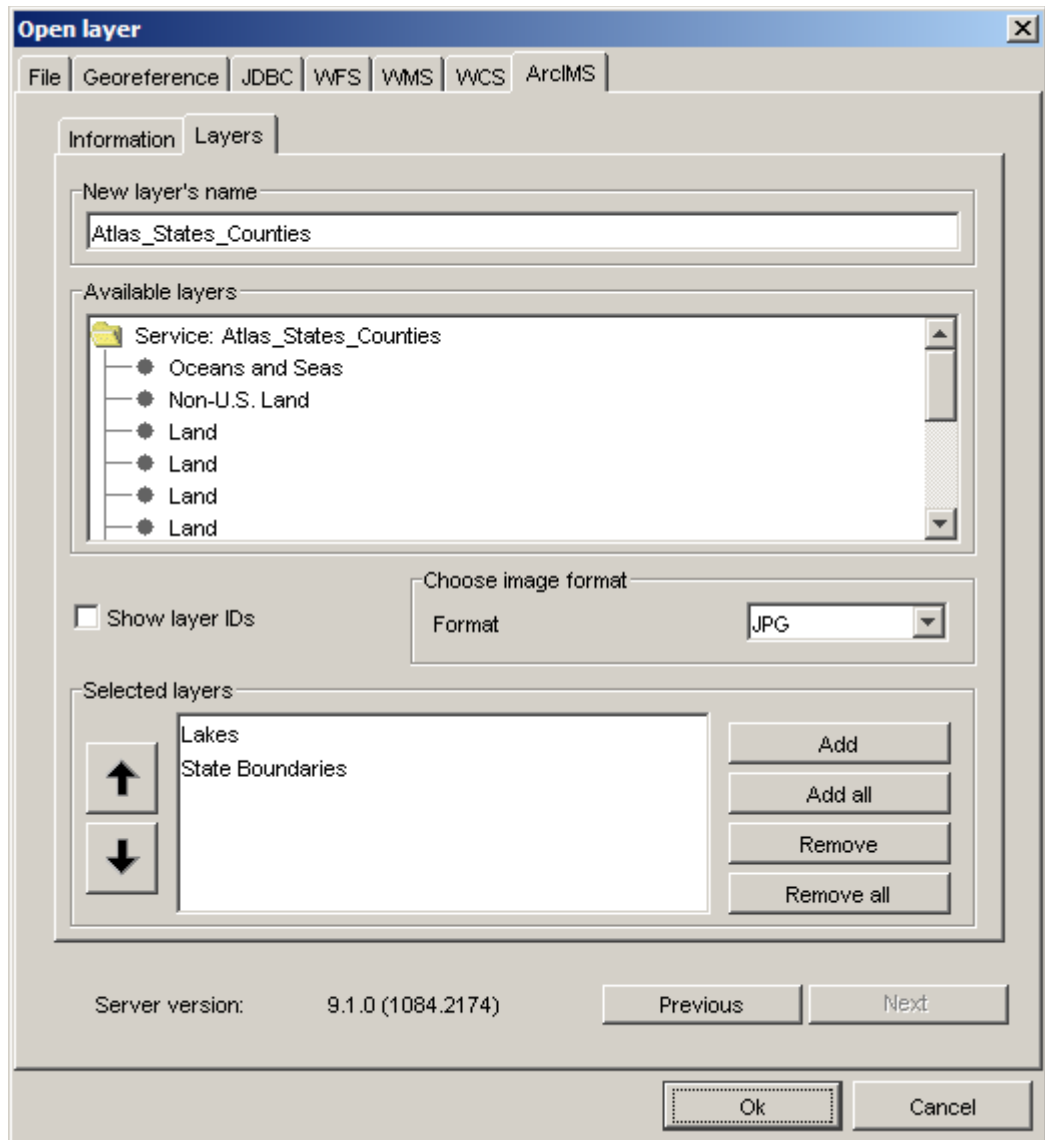 Open layer
File Georeference JDBC WFS WMS WCS ArcIMS
Information Layers
New layer's name
Atlas_States_Counties
Available layers
Service: Atlas_States_Counties
Oceans and Seas
Non-U.S. Land
Land
Land
Land
Land
Show layer IDs
Choose image format
Format JPG
Selected layers
Lakes
State Boundaries
Add
Add all
Remove
Remove all
Server version: 9.1.0 (1084.2174) Previous Next
Ok Cancel